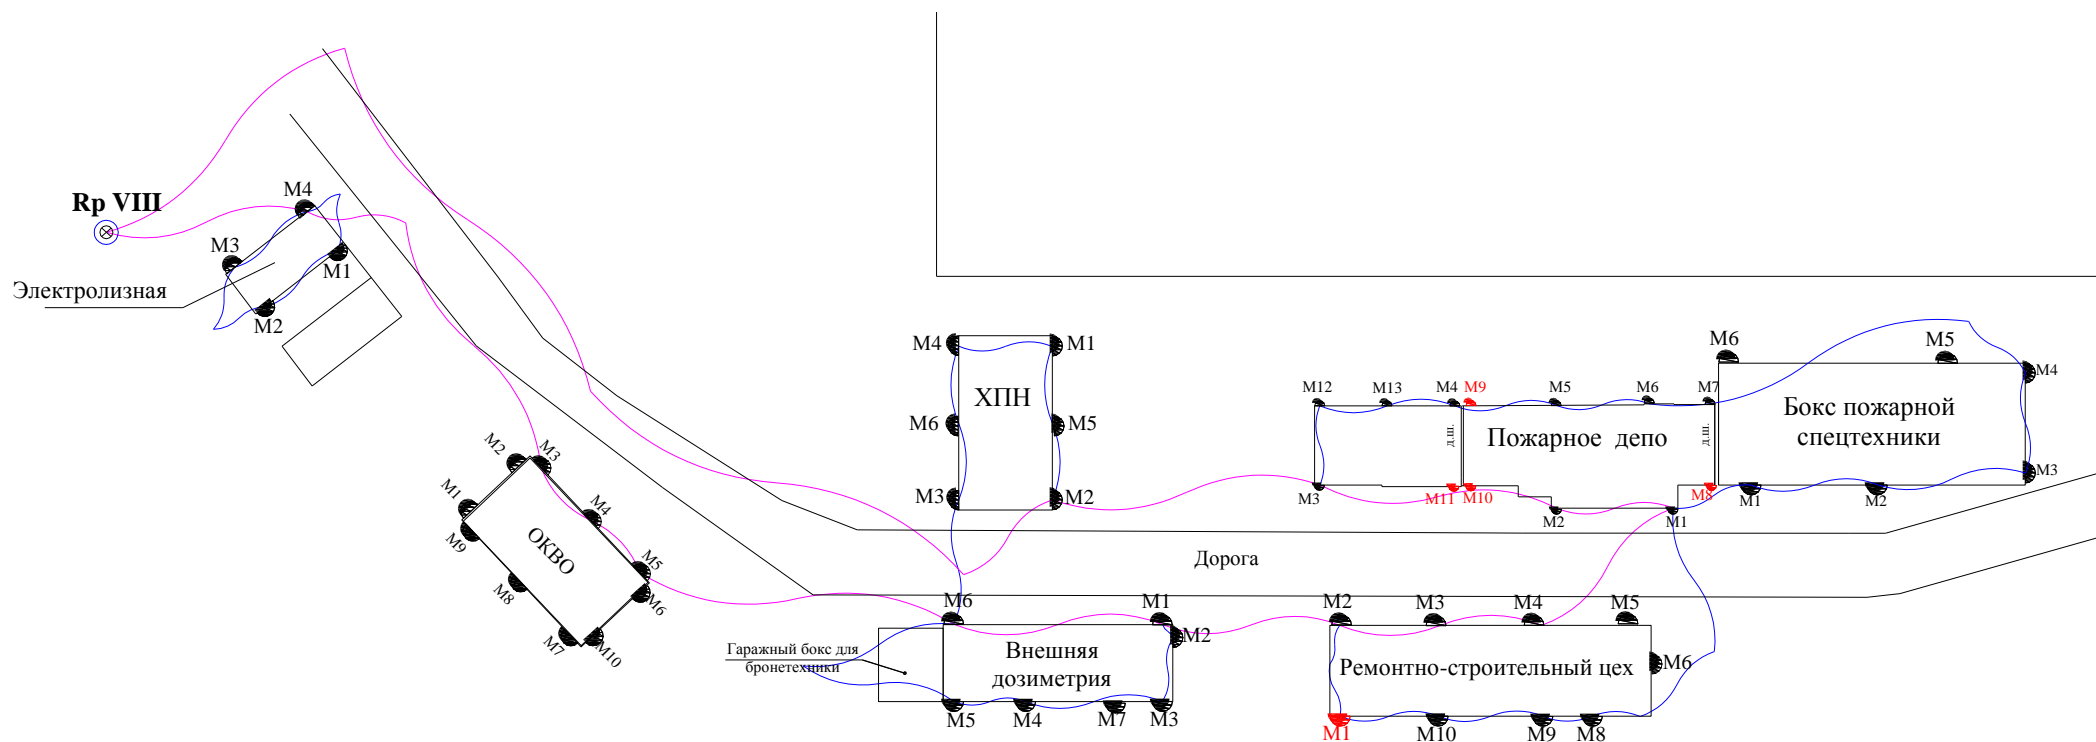 Rp VIII
M4
M3
M1
M2
Электролизная
M2
M3
M1
M4
M9
ОКВО
M5
M8
M6
M7
M10
M4
M1
ХПН
M6
M5
M3
M2
M12
M13
M4
M9
M5
M6
M7
д.ш.
Пожарное депо
д.ш.
M3
M11
M10
M2
M1
M8
M6
M5
M4
Бокс пожарной
спецтехники
M3
M1
M2
Дорога
M6
M1
M2
Гаражный бокс для
бронетехники
Внешняя
дозиметрия
M5
M4
M7
M3
M2
M3
M4
M5
M6
Ремонтно-строительный цех
M1
M10
M9
M8